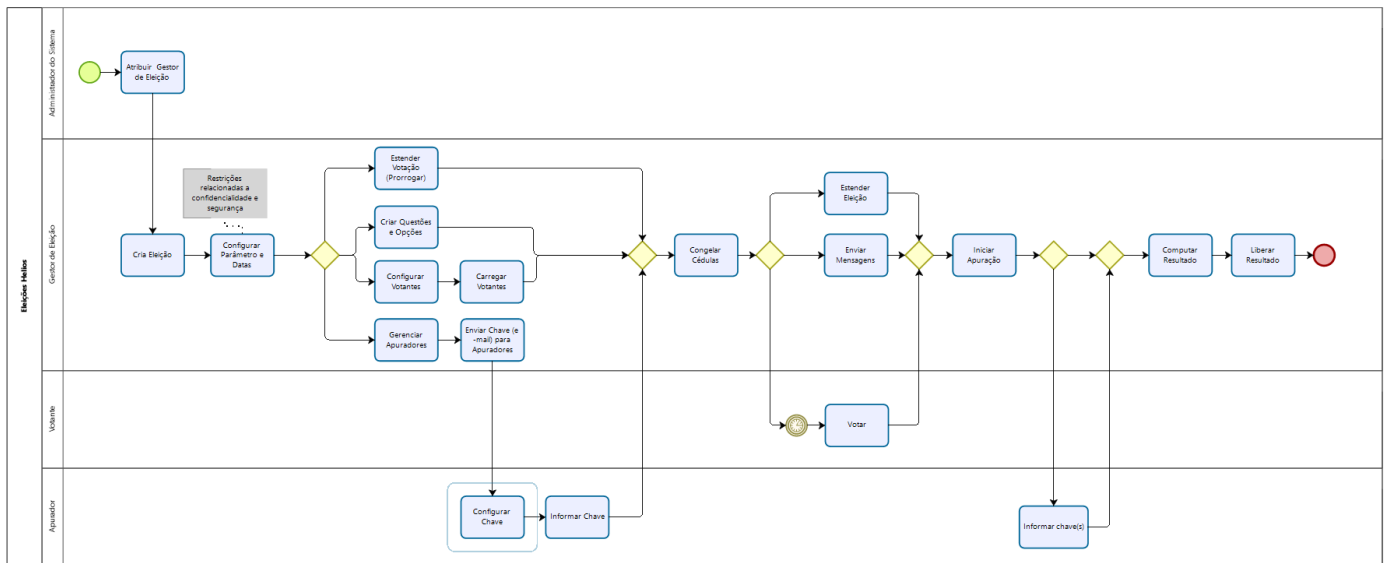 Eleições Helios
Administrador do Sistema
Atribuir Gestor
de Eleição
Gestor de Eleição
Restrições
relacionadas a
confidencialidade e
segurança
Cria Eleição
Configurar
Parâmetro e
Datas
Estender
Votação
(Prorrogar)
Criar Questões
e Opções
Configurar
Votantes
Carregar
Votantes
Gerenciar
Apuradores
Enviar Chave (e
-mail) para
Apuradores
Congelar
Cédulas
Estender
Eleição
Enviar
Mensagens
Iniciar
Apuração
Computar
Resultado
Liberar
Resultado
Votante
Votar
Apurador
Configurar
Chave
Informar Chave
Informar chave(s)